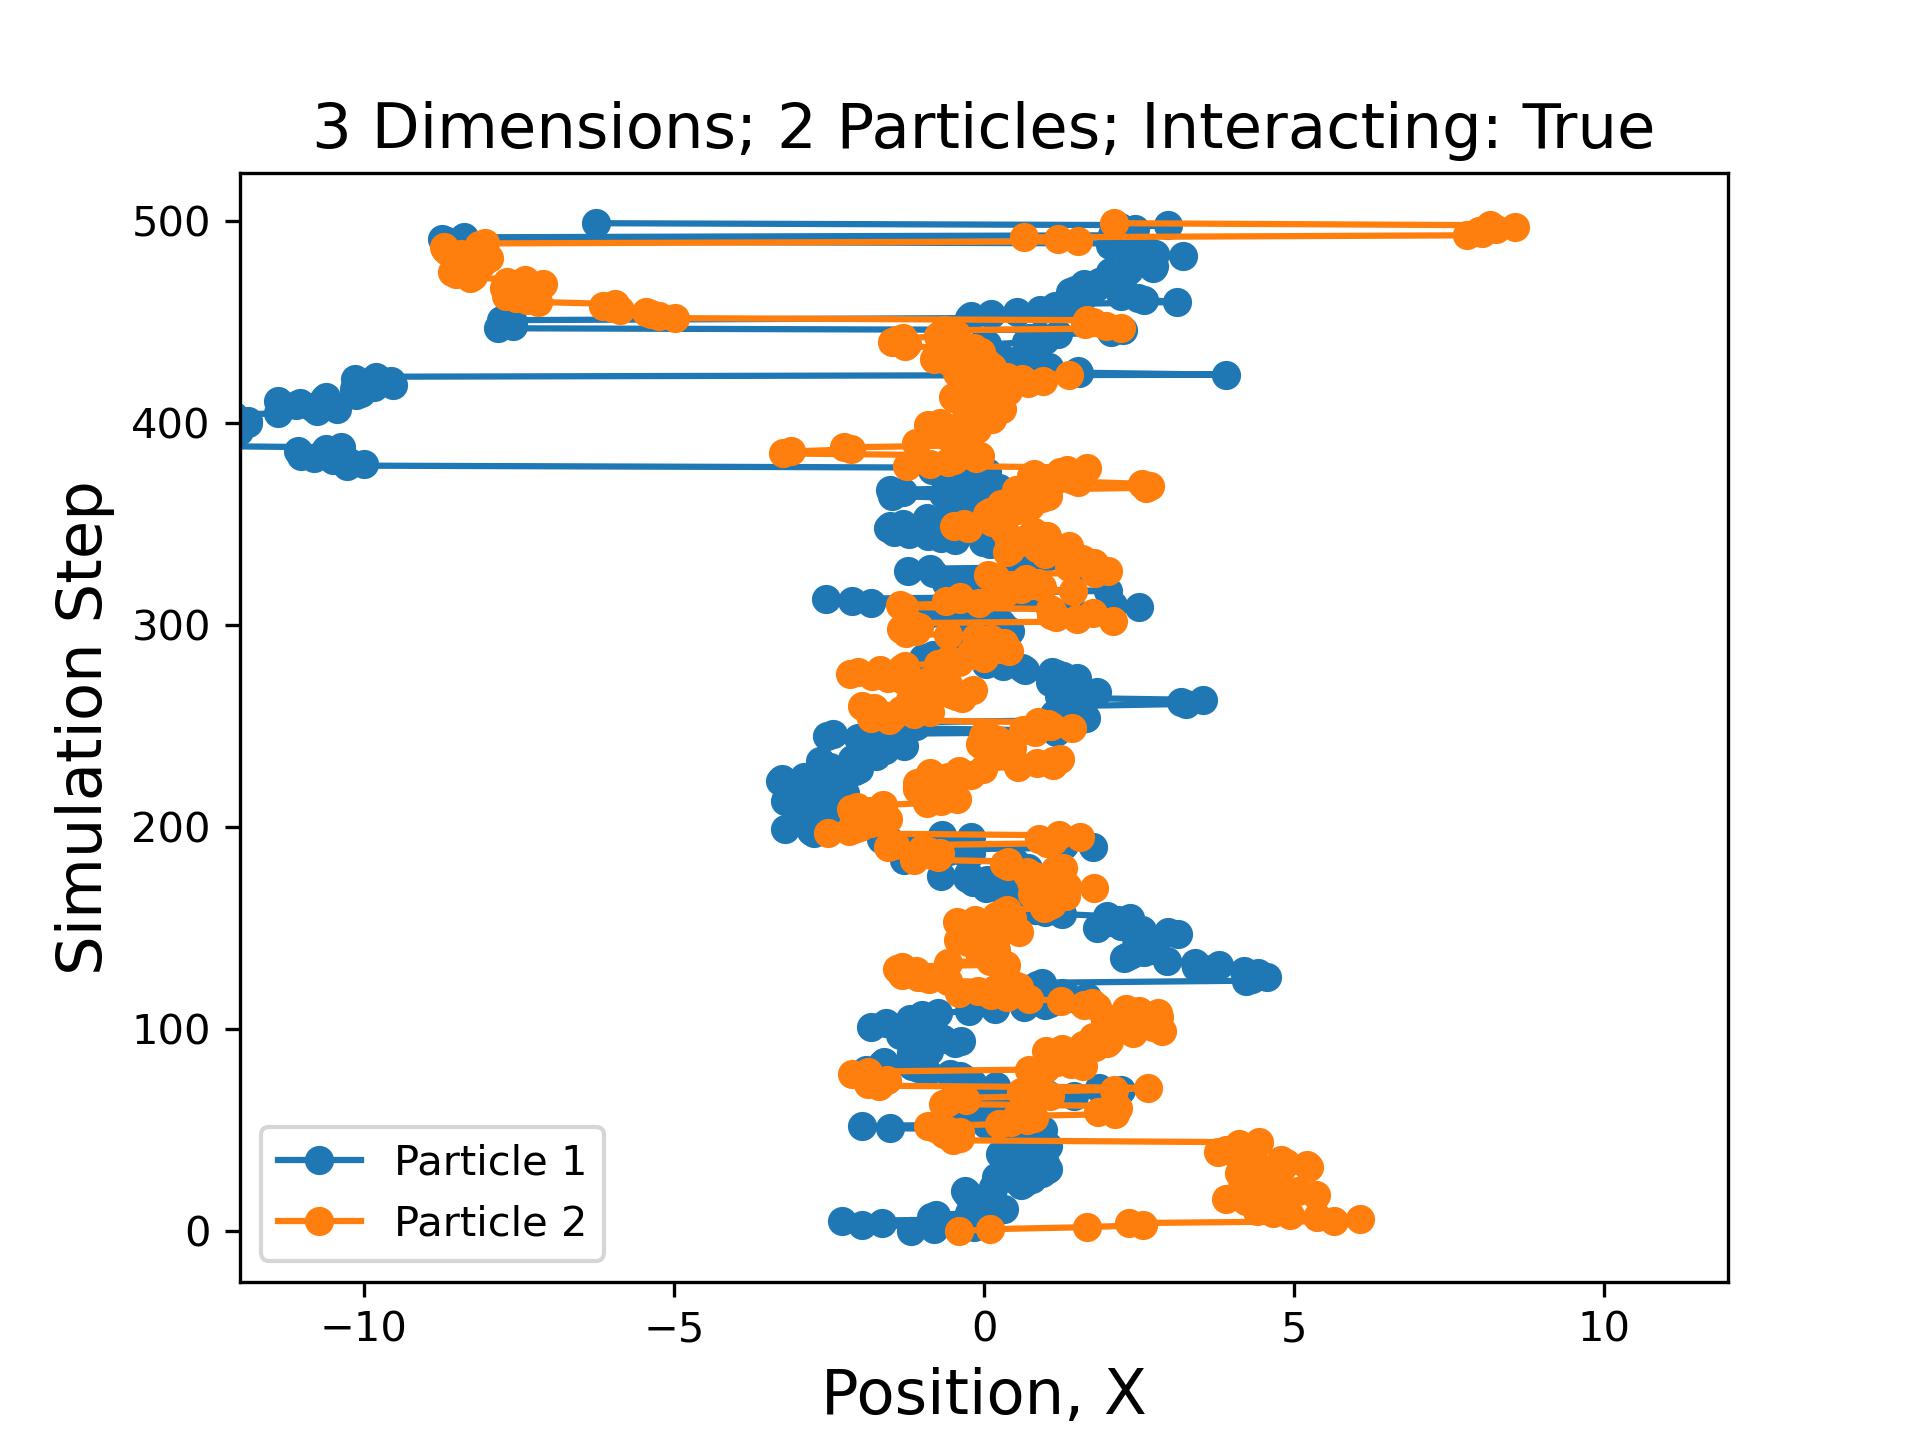 3 Dimensions; 2 Particles; Interacting: True
Simulation Step
500
400
300
200
100
0
Particle 1
Particle 2
−10
−5
0
5
10
Position, X